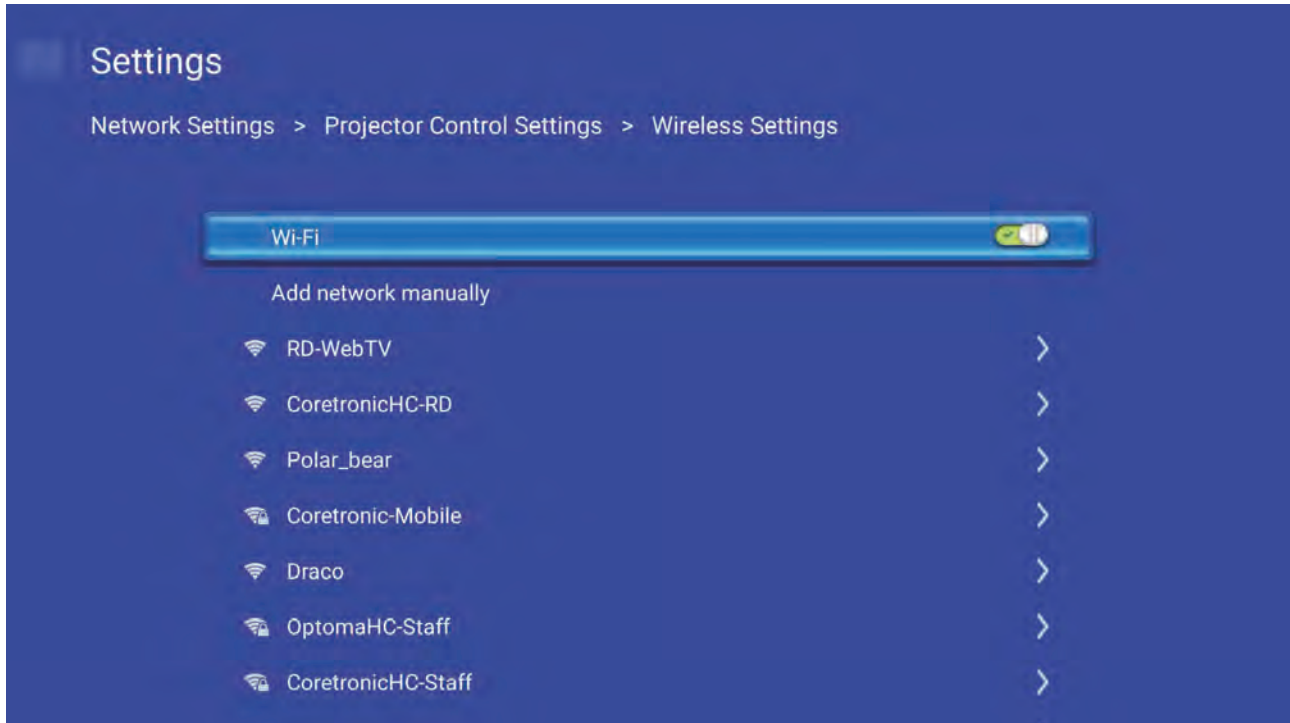 Settings
Network Settings > Projector Control Settings > Wireless Settings
Wi-Fi
Add network manually
RD-WebTV
CoretronicHC-RD
Polar_bear
Coretronic-Mobile
Draco
OptomaHC-Staff
CoretronicHC-Staff